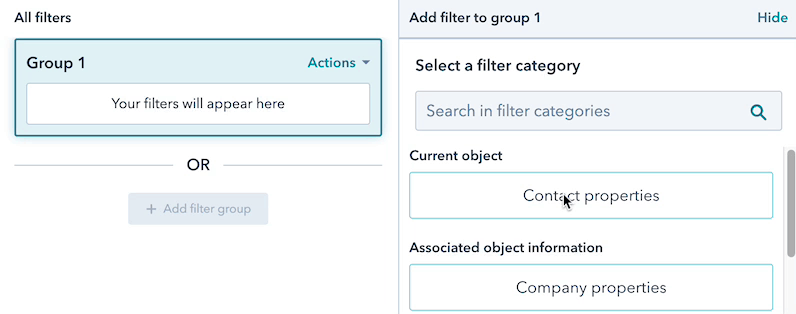 All filters
Group 1
Actions
Your filters will appear here
OR
+ Add filter group
Add filter to group 1
Hide
Select a filter category
Search in filter categories
Current object
Contact properties
Associated object information
Company properties